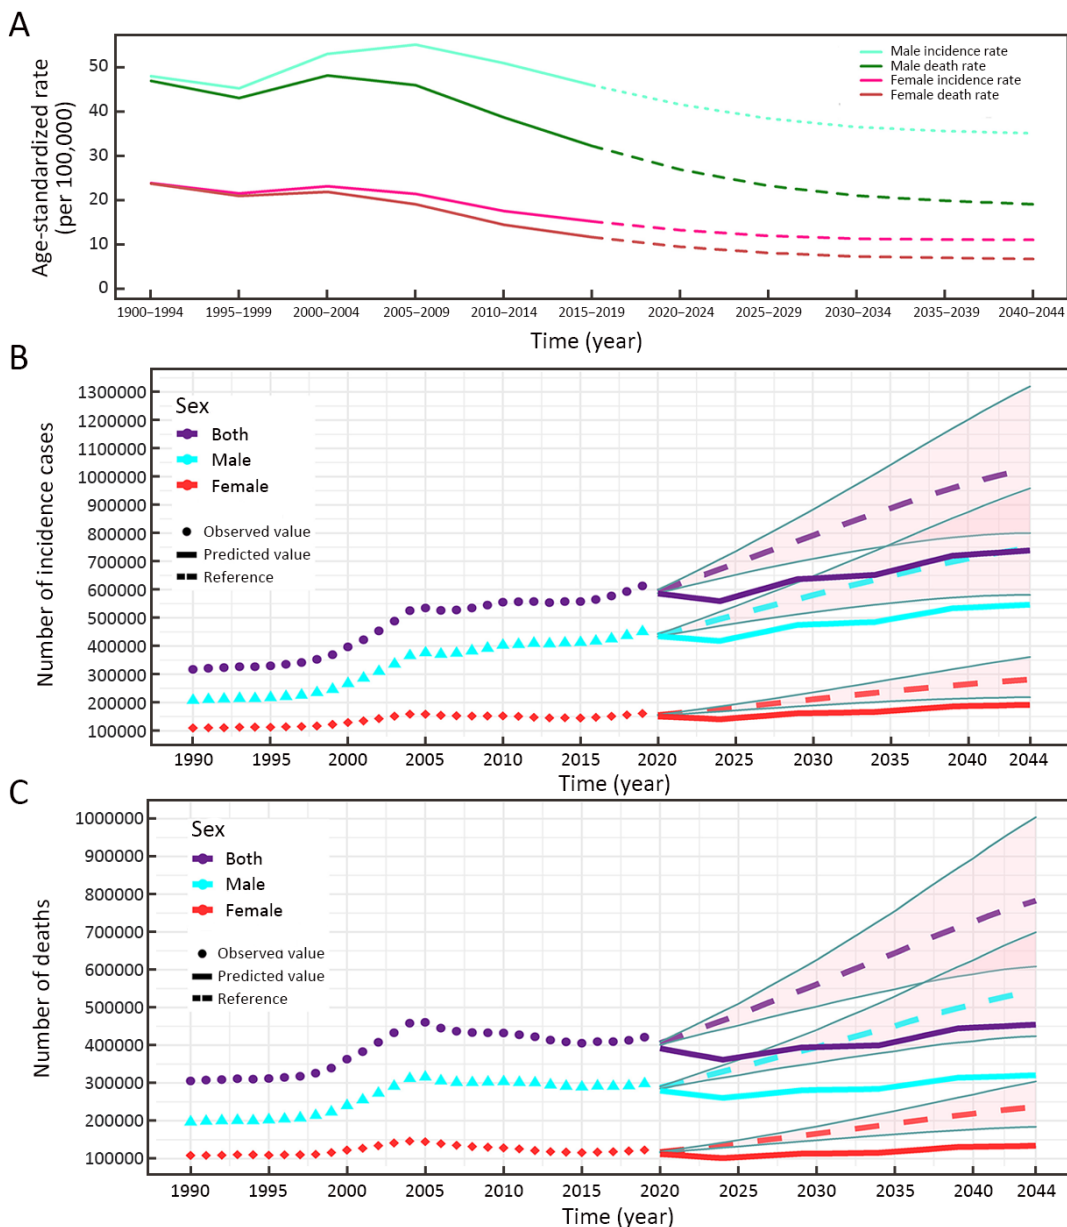 A
Age-standardized rate
(per 100,000)
50
40
30
20
10
0
Male incidence rate
Male death rate
Female incidence rate
Female death rate
1900–1994 1995–1999 2000–2004 2005–2009 2010–2014 2015–2019 2020–2024 2025–2029 2030–2034 2035–2039 2040–2044
Time (year)
B
Number of incidence cases
1300000
1200000
1100000
1000000
900000
800000
700000
600000
500000
400000
300000
200000
100000
Sex
Both
Male
Female
Observed value
Predicted value
Reference
1990 1995 2000 2005 2010 2015 2020 2025 2030 2035 2040 2044
Time (year)
C
Number of deaths
1000000
900000
800000
700000
600000
500000
400000
300000
200000
100000
Sex
Both
Male
Female
Observed value
Predicted value
Reference
1990 1995 2000 2005 2010 2015 2020 2025 2030 2035 2040 2044
Time (year)